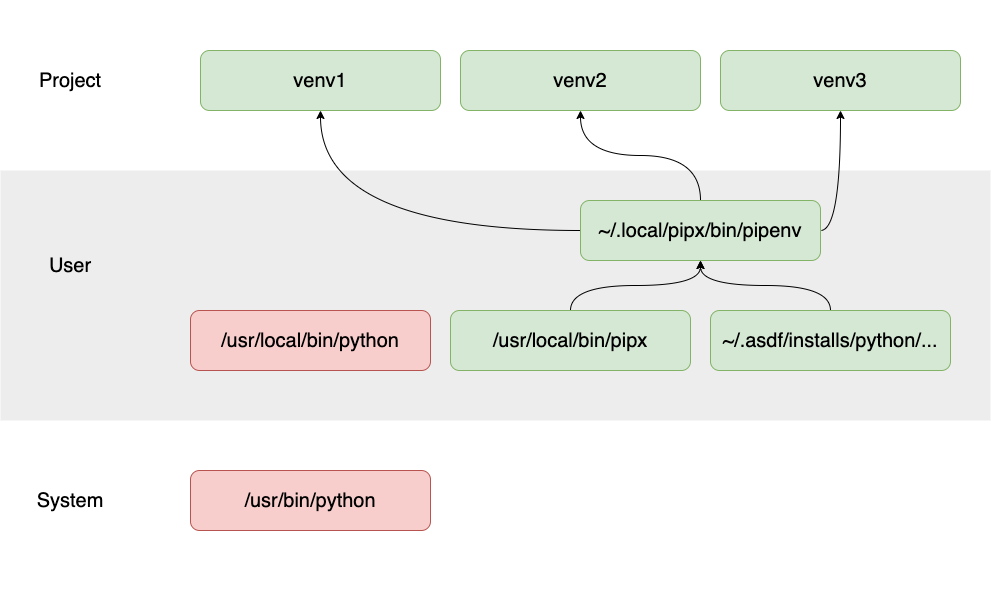 Project
venv1
venv2
venv3
~/.local/pipx/bin/pipenv
User
/usr/local/bin/python
/usr/local/bin/pipx
~/.asdf/installs/python/...
System
/usr/bin/python